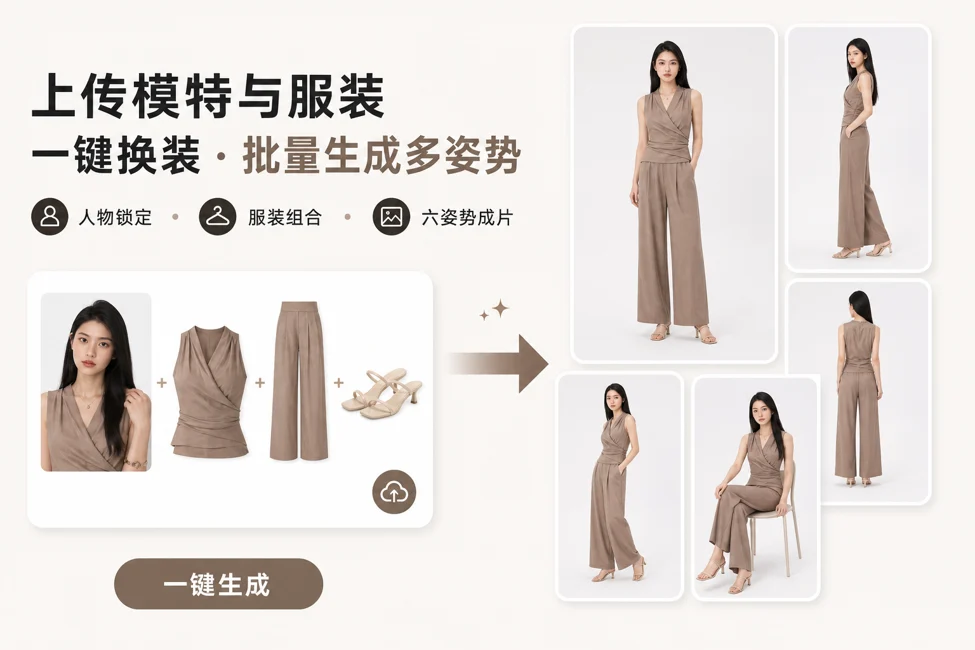 上传模特与服装
一键换装 · 批量生成多姿势
人物锁定 • 服装组合 • 六姿势成片
一键生成